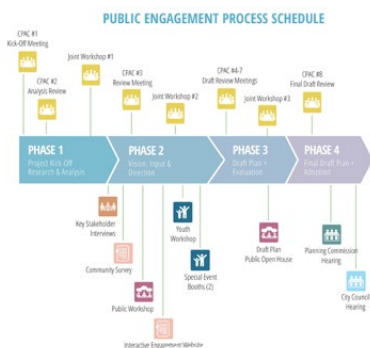 PUBLIC ENGAGEMENT PROCESS SCHEDULE
CPAC #1
Kick-Off Meeting
CPAC #2
Analysis Review
Joint Workshop #1
CPAC #3
Review Meeting
Joint Workshop #2
CPAC #4-7
Draft Review Meetings
Joint Workshop #3
CPAC #8
Final Draft Review
PHASE 1
Project Kick-Off
Research & Analysis
PHASE 2
Vision, Input &
Direction
PHASE 3
Draft Plan +
Evaluation
PHASE 4
Final Draft Plan +
Adoption
Key Stakeholder
Interviews
Community Survey
Public Workshop
Interactive Engagement Website
Youth
Workshop
Special Event
Booths (2)
Draft Plan
Public Open House
Planning Commission
Hearing
City Council
Hearing